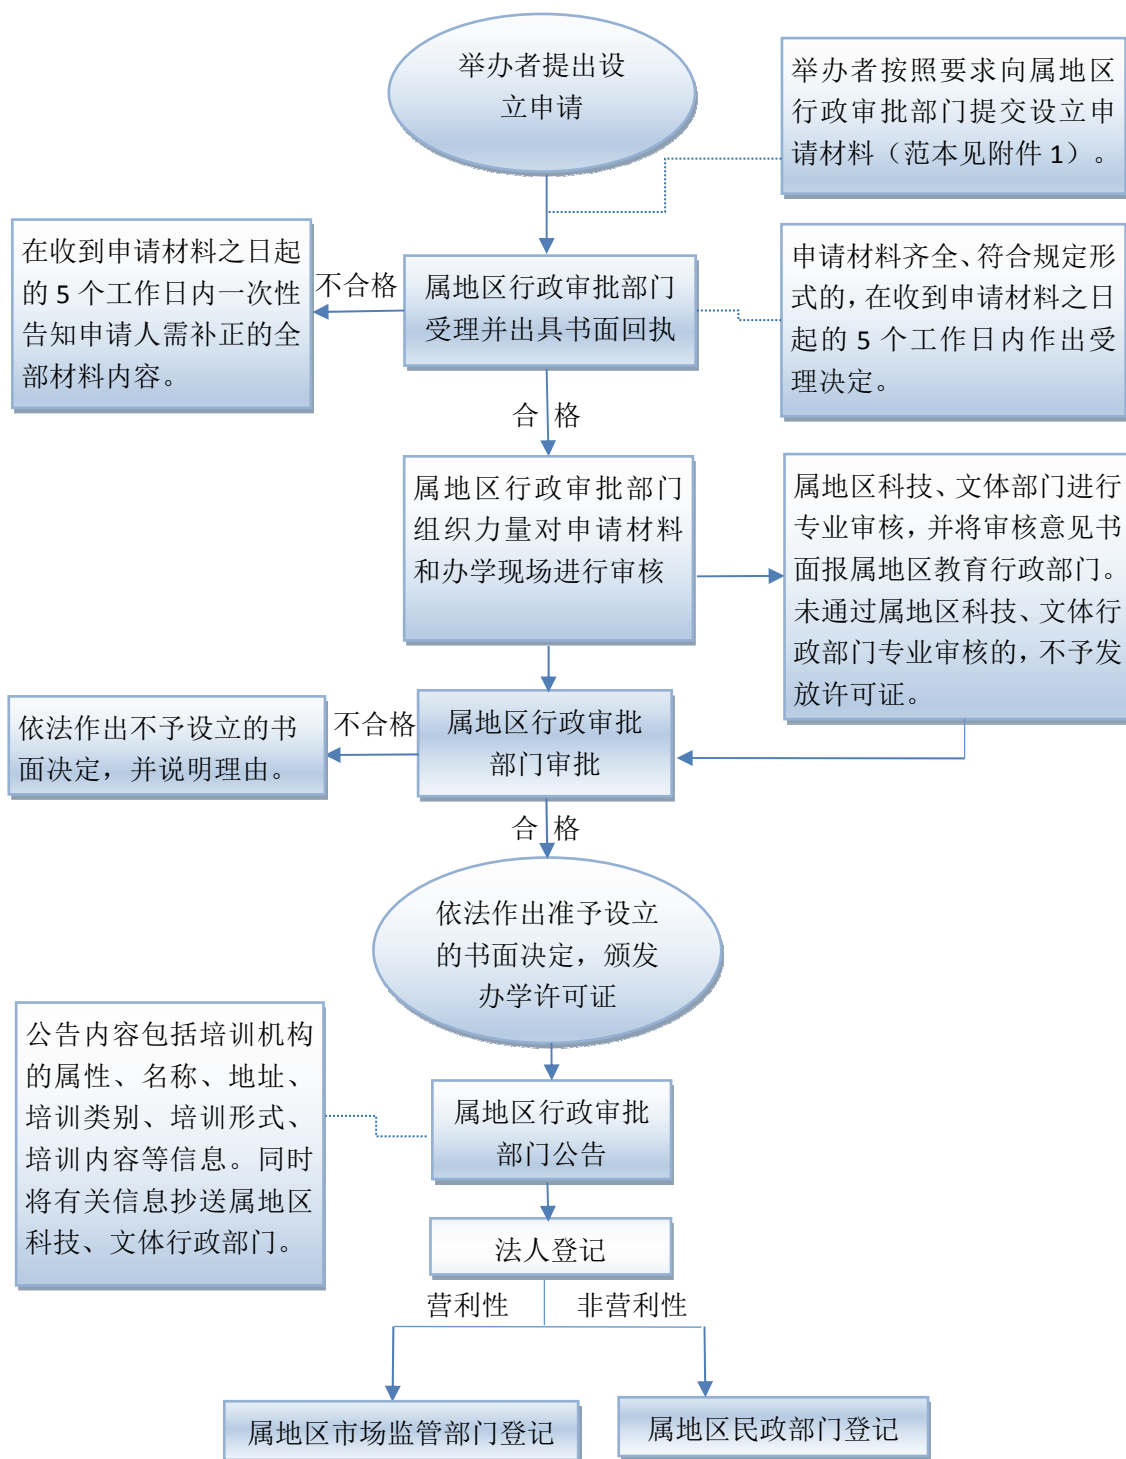 举办者提出设
立申请
举办者按照要求向属地区
行政审批部门提交设立申
请材料（范本见附件 1）。
在收到申请材料之日起
的 5 个工作日内一次性
告知申请人需补正的全
部材料内容。
不合格
属地区行政审批部门
受理并出具书面回执
申请材料齐全、符合规定形
式的，在收到申请材料之日
起的 5 个工作日内作出受
理决定。
合 格
属地区行政审批部门
组织力量对申请材料
和办学现场进行审核
属地区科技、文体部门进行
专业审核，并将审核意见书
面报属地区教育行政部门。
未通过属地区科技、文体行
政部门专业审核的，不予发
放许可证。
依法作出不予设立的书
面决定，并说明理由。
不合格
属地区行政审批
部门审批
合 格
依法作出准予设立
的书面决定，颁发
办学许可证
公告内容包括培训机构
的属性、名称、地址、
培训类别、培训形式、
培训内容等信息。同时
将有关信息抄送属地区
科技、文体行政部门。
属地区行政审批
部门公告
法人登记
营利性
非营利性
属地区市场监管部门登记
属地区民政部门登记